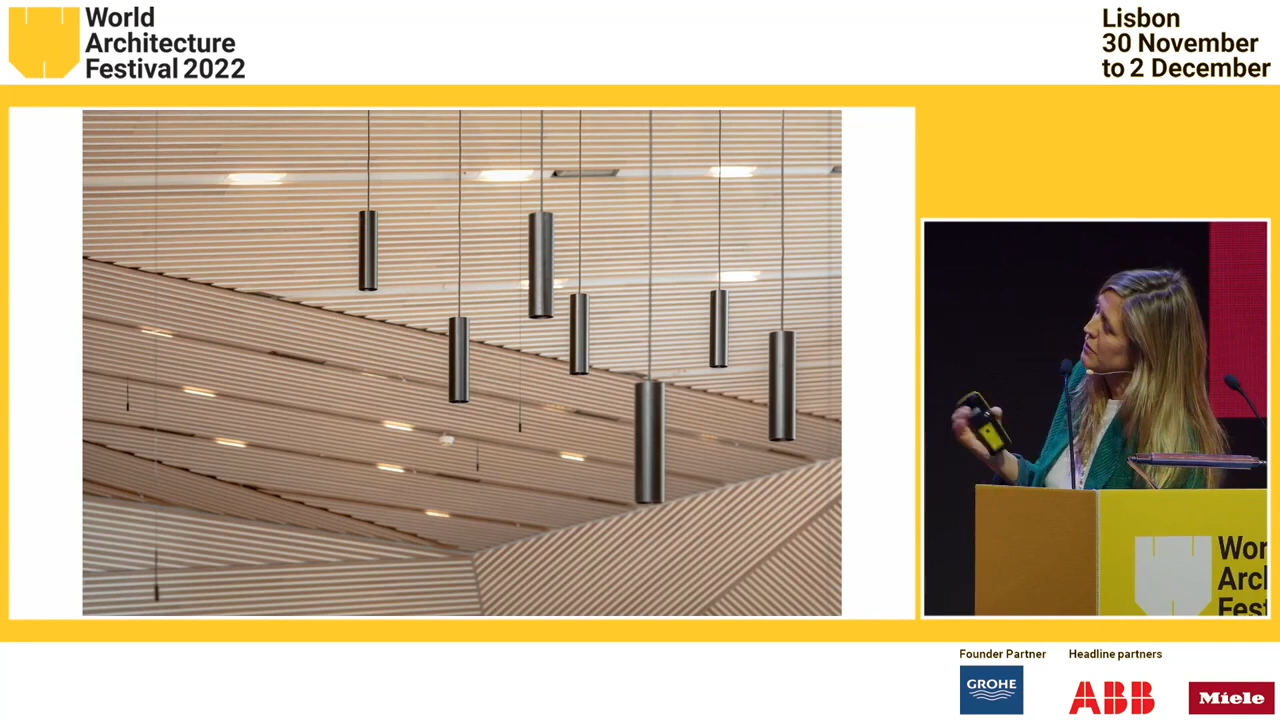 World
Architecture
Festival 2022
Lisbon
30 November
to 2 December
Wor
Arcl
Fest
Founder Partner
Headline partners
GROHE
ABB
Miele